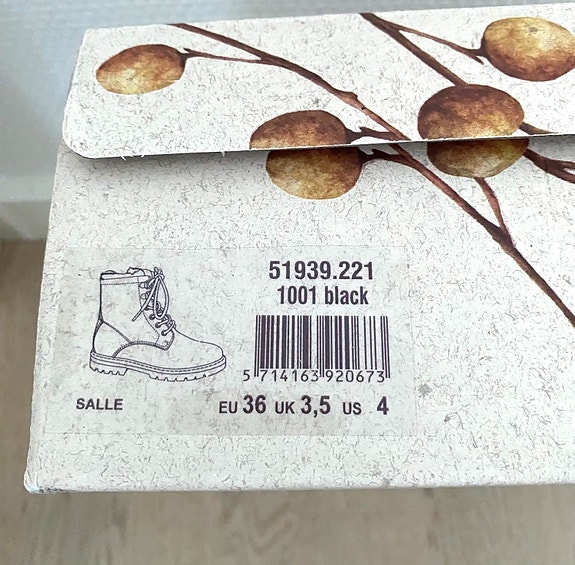 51939.221
1001 black
5 714163 920673
SALLE
EU 36 UK 3,5 US 4